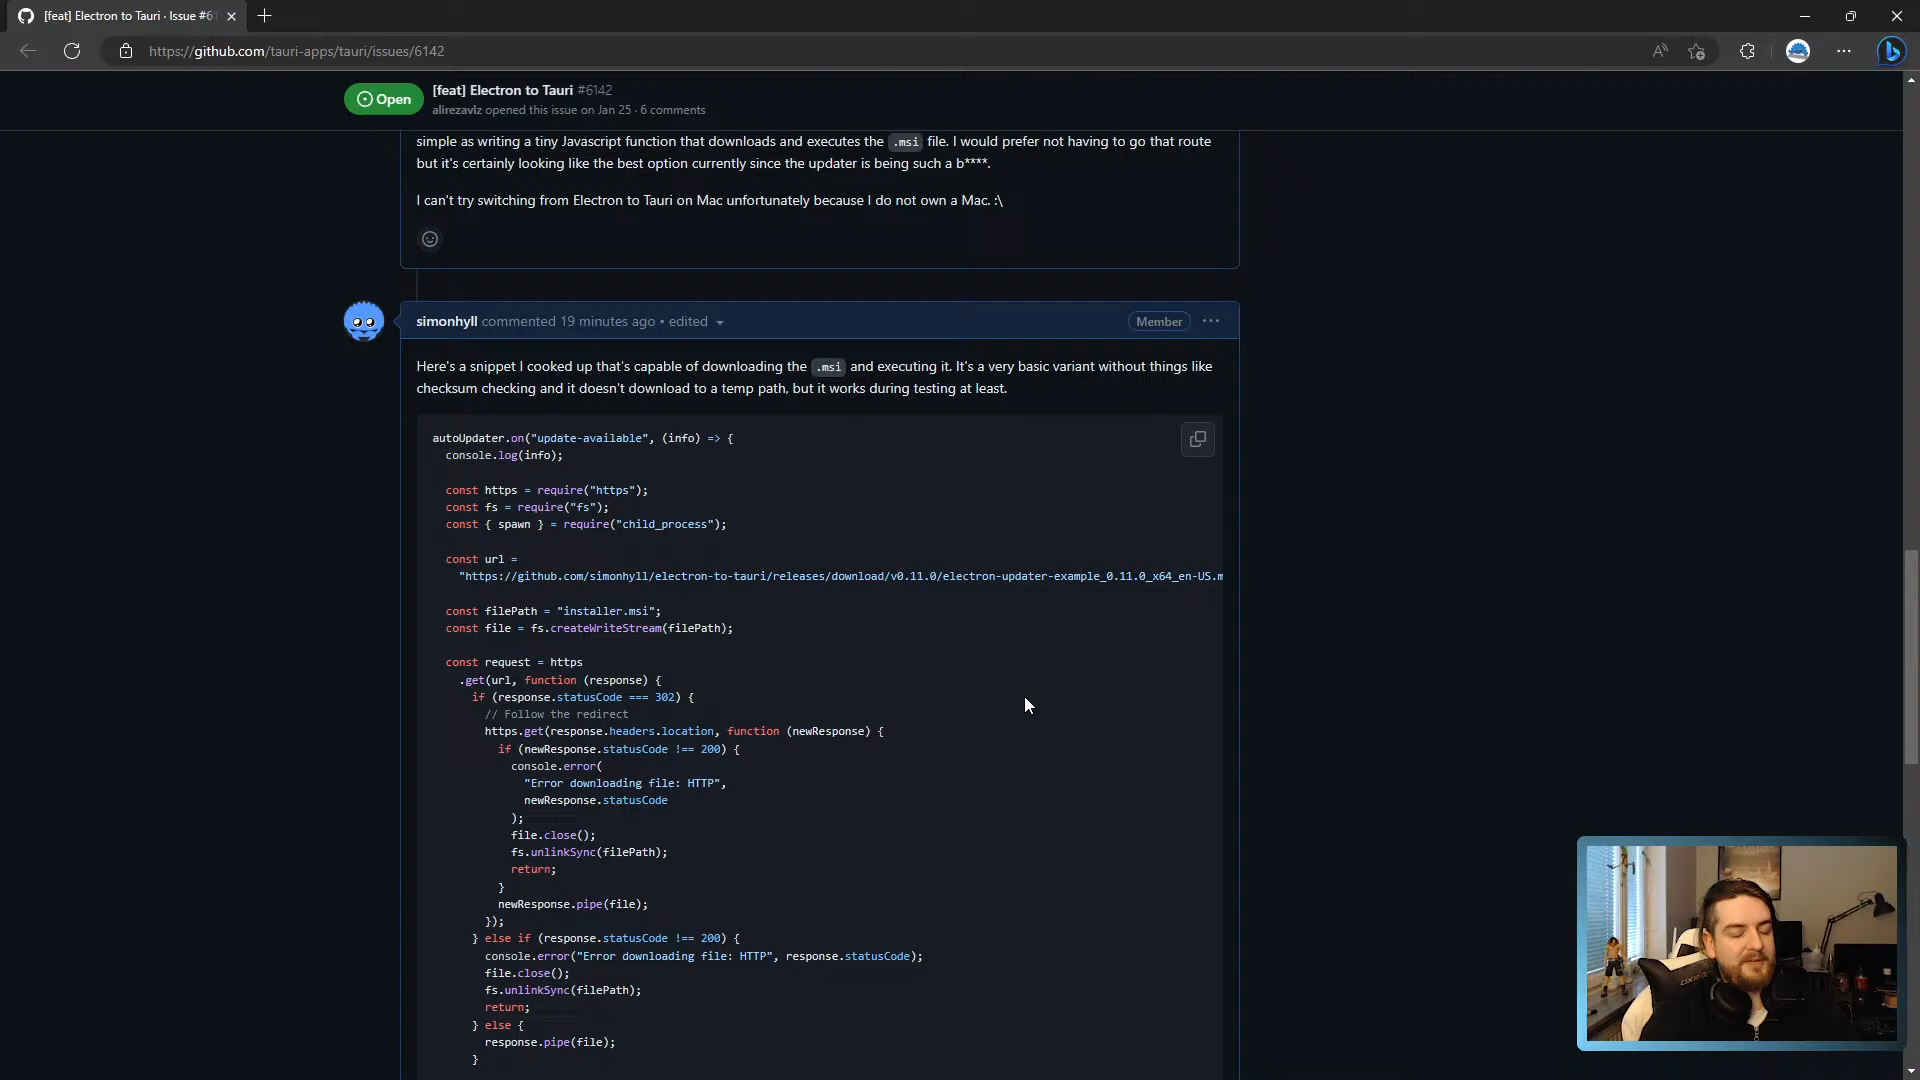 [feat] Electron to Tauri · Issue #61
https://github.com/tauri-apps/tauri/issues/6142
Open
[feat] Electron to Tauri #6142
alirezavlz opened this issue on Jan 25 · 6 comments
simple as writing a tiny Javascript function that downloads and executes the .msi file. I would prefer not having to go that route
but it's certainly looking like the best option currently since the updater is being such a b****.
I can't try switching from Electron to Tauri on Mac unfortunately because I do not own a Mac. :\
simonhyll commented 19 minutes ago • edited
Member
Here's a snippet I cooked up that's capable of downloading the .msi and executing it. It's a very basic variant without things like
checksum checking and it doesn't download to a temp path, but it works during testing at least.
autoUpdater.on("update-available", (info) => {
console.log(info);
const https = require("https");
const fs = require("fs");
const { spawn } = require("child_process");
const url =
"https://github.com/simonhyll/electron-to-tauri/releases/download/v0.11.0/electron-updater-example_0.11.0_x64_en-US.m
const filePath = "installer.msi";
const file = fs.createWriteStream(filePath);
const request = https
.get(url, function (response) {
if (response.statusCode === 302) {
// Follow the redirect
https.get(response.headers.location, function (newResponse) {
if (newResponse.statusCode !== 200) {
console.error(
"Error downloading file: HTTP",
newResponse.statusCode
);
file.close();
fs.unlinkSync(filePath);
return;
}
newResponse.pipe(file);
});
} else if (response.statusCode !== 200) {
console.error("Error downloading file: HTTP", response.statusCode);
file.close();
fs.unlinkSync(filePath);
return;
} else {
response.pipe(file);
}